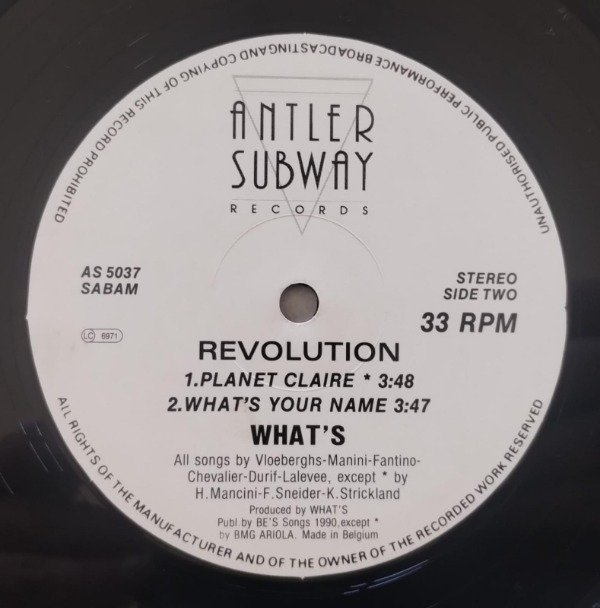 UNAUTHORISED PUBLIC PERFORMANCE BROADCASTING AND COPYING OF THIS RECORD PROHIBITED
ANTLER
SUBWAY
RECORDS
AS 5037
SABAM
LC 6971
STEREO
SIDE TWO
33 RPM
REVOLUTION
1.PLANET CLAIRE * 3:48
2.WHAT'S YOUR NAME 3:47
WHAT'S
All songs by Vloeberghs-Manini-Fantino-
Chevalier-Durif-Lalevee, except * by
H.Mancini-F.Sneider-K.Strickland
Produced by WHAT'S
Publ by BE'S Songs 1990,except *
by BMG ARIOLA. Made in Belgium
ALL RIGHTS OF THE MANUFACTURER AND OF THE OWNER OF THE RECORDED WORK RESERVED